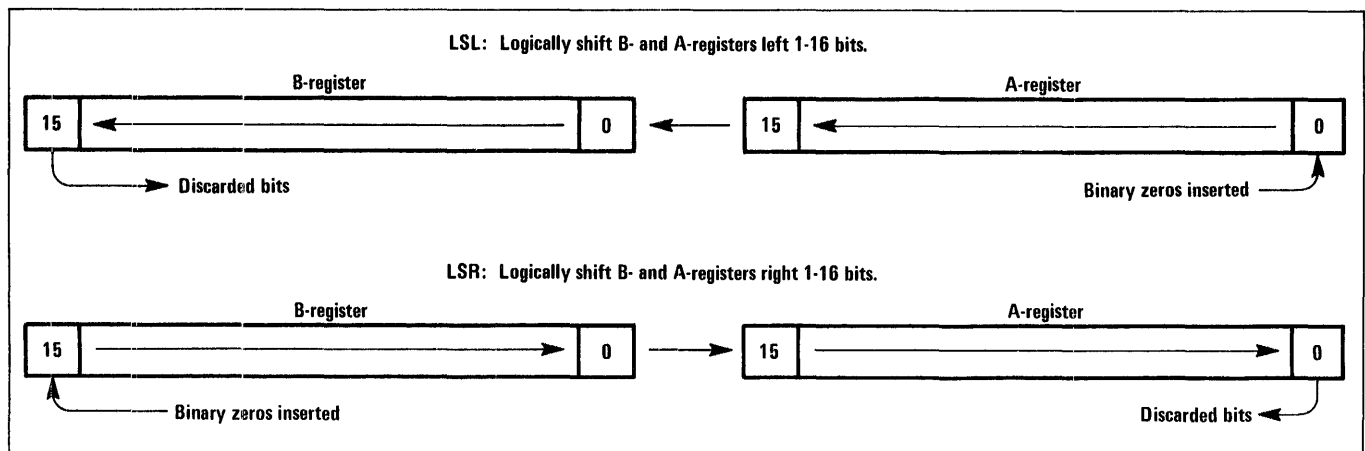 LSL: Logically shift B- and A-registers left 1-16 bits.
B-register
A-register
15
0
15
0
Discarded bits
Binary zeros inserted
LSR: Logically shift B- and A-registers right 1-16 bits.
B-register
A-register
15
0
15
0
Binary zeros inserted
Discarded bits